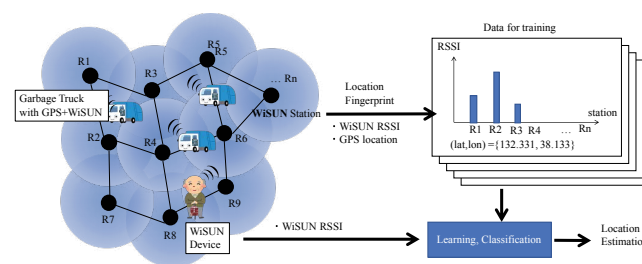 Data for training
RSSI
station
R1 R2 R3 R4 … Rn
(lat,lon) ={132.331, 38.133}
R1
R3
R5
R5
… Rn
WiSUN Station
Garbage Truck
with GPS+WiSUN
R2
R4
R6
R7
R8
R9
WiSUN
Device
Location
Fingerprint
・WiSUN RSSI
・GPS location
・WiSUN RSSI
Learning, Classification
Location
Estimatio